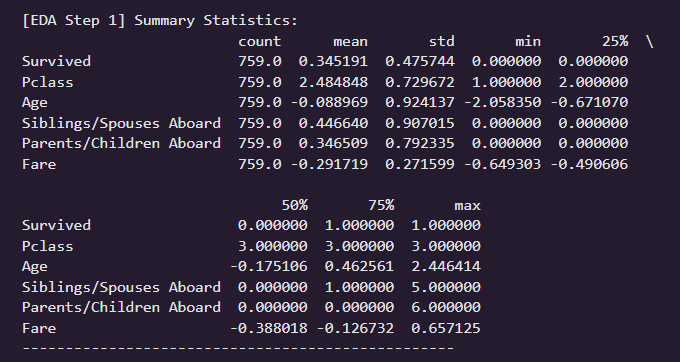 [EDA Step 1] Summary Statistics:
                         count      mean       std       min       25%  \
Survived                 759.0  0.345191  0.475744  0.000000  0.000000
Pclass                   759.0  2.484848  0.729672  1.000000  2.000000
Age                      759.0 -0.088969  0.924137 -2.058350 -0.671070
Siblings/Spouses Aboard  759.0  0.446640  0.907015  0.000000  0.000000
Parents/Children Aboard  759.0  0.346509  0.792335  0.000000  0.000000
Fare                     759.0 -0.291719  0.271599 -0.649303 -0.490606

                              50%       75%       max
Survived                 0.000000  1.000000  1.000000
Pclass                   3.000000  3.000000  3.000000
Age                     -0.175106  0.462561  2.446414
Siblings/Spouses Aboard  0.000000  1.000000  5.000000
Parents/Children Aboard  0.000000  0.000000  6.000000
Fare                    -0.388018 -0.126732  0.657125
--------------------------------------------------